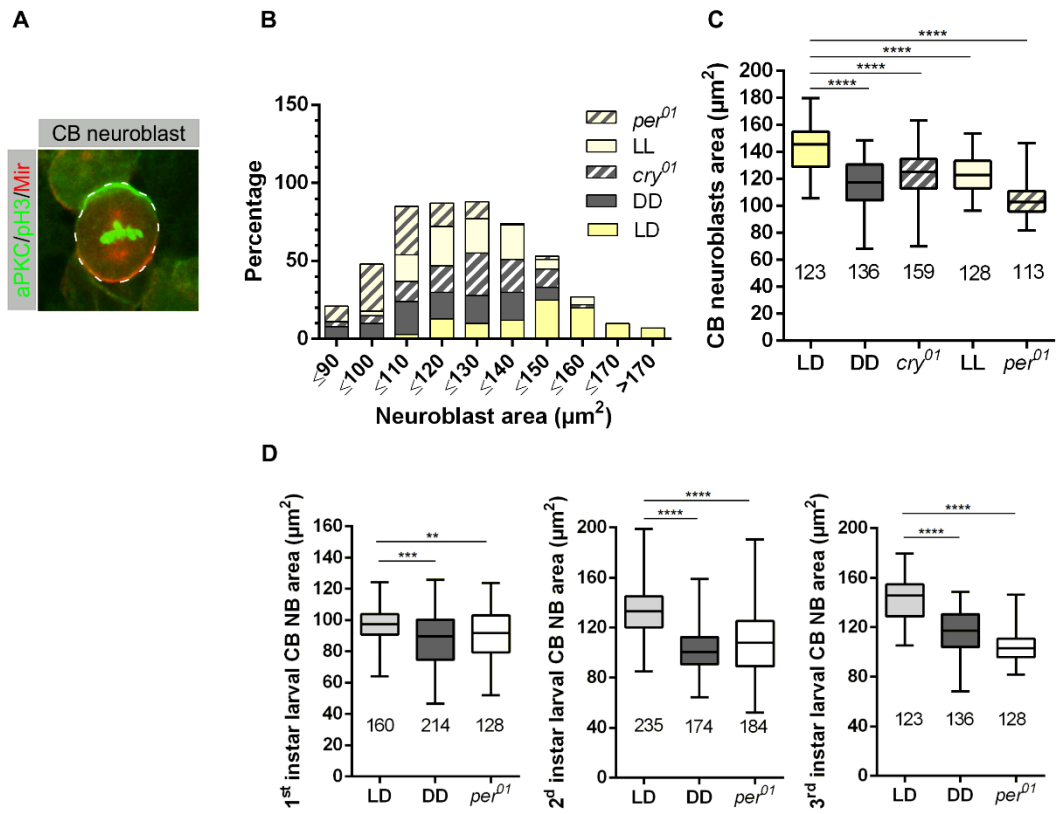 A
CB neuroblast
aPKC/pH3/Mir
B
Percentage
150
100
50
0
per⁰¹
LL
cry⁰¹
DD
LD
≤90
≤100
≤110
≤120
≤130
≤140
≤150
≤160
≤170
>170
Neuroblast area (µm²)
C
CB neuroblasts area (µm²)
****
****
****
****
200
180
160
140
120
100
80
60
40
20
0
123 136 159 128 113
LD DD cry⁰¹ LL per⁰¹
D
1st instar larval CB NB area (µm²)
**
***
160
140
120
100
80
60
40
20
0
160 214 128
LD DD per⁰¹
2d instar larval CB NB area (µm²)
****
****
200
160
120
80
40
0
235 174 184
LD DD per⁰¹
3rd instar larval CB NB area (µm²)
****
****
200
160
120
80
40
0
123 136 128
LD DD per⁰¹